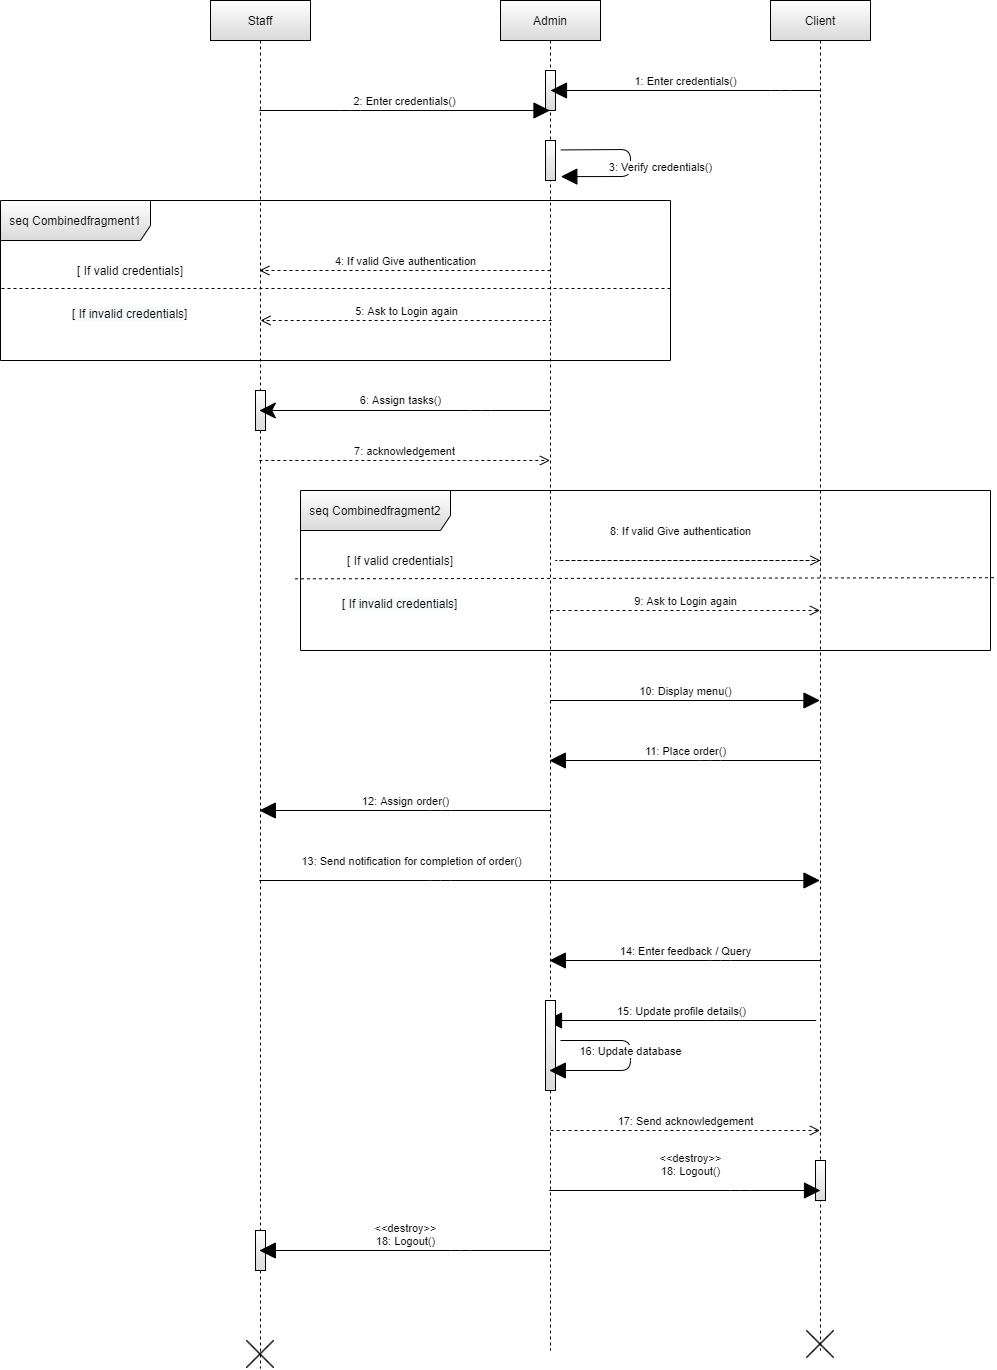 Staff
Admin
Client
1: Enter credentials()
2: Enter credentials()
3: Verify credentials()
seq Combinedfragment1
4: If valid Give authentication
[ If valid credentials]
5: Ask to Login again
[ If invalid credentials]
6: Assign tasks()
7: acknowledgement
seq Combinedfragment2
8: If valid Give authentication
[ If valid credentials]
9: Ask to Login again
[ If invalid credentials]
10: Display menu()
11: Place order()
12: Assign order()
13: Send notification for completion of order()
14: Enter feedback / Query
15: Update profile details()
16: Update database
17: Send acknowledgement
<<destroy>>
18: Logout()
<<destroy>>
18: Logout()